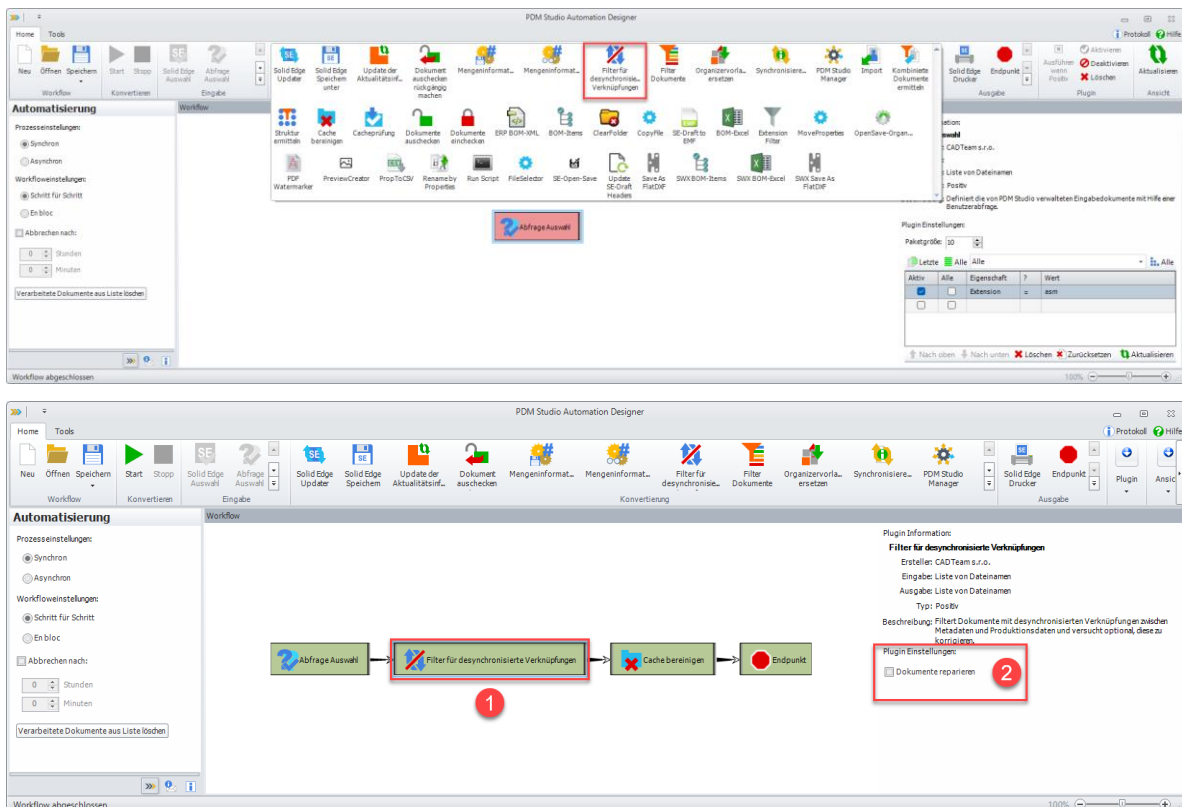 PDM Studio Automation Designer
Home Tools
Protokoll Hilfe
Neu Öffnen Speichern
Start Stopp
Solid Edge Auswahl
Abfrage Auswahl
Workflow Konvertieren Eingabe
Solid Edge Updater
Solid Edge Speichern unter
Update der Aktualitätsinf...
Dokument auschecken rückgängig machen
Mengeninformat...
Mengeninformat...
Filter für desynchronisie... Verknüpfungen
Filter Dokumente
Organizervorla... ersetzen
Synchronisiere...
PDM Studio Manager
Import
Kombinierte Dokumente ermitteln
Solid Edge Drucker
Endpunkt
Ausgabe
Ausführen wenn Positiv
Aktivieren
Deaktivieren
Löschen
Plugin
Aktualisieren
Ansicht
Struktur ermitteln
Cache bereinigen
Cacheprüfung
Dokumente auschecken
Dokumente einchecken
ERP BOM-XML
BOM-Items
ClearFolder
CopyFile
SE-Draft to EMF
BOM-Excel
Extension Filter
MoveProperties
OpenSave-Organ...
PDF Watermarker
PreviewCreator
PropToCSV
Rename by Properties
Run Script
FileSelector
SE-Open-Save
Update SE-Draft Headers
Save As FlatDXF
SWX BOM-Items
SWX BOM-Excel
SWX Save As FlatDXF
Automatisierung
Workflow
Prozesseinstellungen:
Synchron
Asynchron
Workfloweinstellungen:
Schritt für Schritt
En bloc
Abbrechen nach:
0 Stunden
0 Minuten
Verarbeitete Dokumente aus Liste löschen
Workflow abgeschlossen
Abfrage Auswahl
CADTeam s.r.o.
Liste von Dateinamen
Positiv
Definiert die von PDM Studio verwalteten Eingabedokumente mit Hilfe einer
Benutzerabfrage.
Plugin Einstellungen:
Paketgröße: 10
Letzte Alle Alle Alle
Aktiv Alle Eigenschaft ? Wert
Extension = asm
Nach oben Nach unten Löschen Zurücksetzen Aktualisieren
100%
PDM Studio Automation Designer
Home Tools
Protokoll Hilfe
Neu Öffnen Speichern
Start Stopp
Solid Edge Auswahl
Abfrage Auswahl
Solid Edge Updater
Solid Edge Speichern
Update der Aktualitätsinf...
Dokument auschecken
Mengeninformat...
Mengeninformat...
Filter für desynchronisie...
Filter Dokumente
Organizervorla... ersetzen
Synchronisiere...
PDM Studio Manager
Solid Edge Drucker
Endpunkt
Plugin
Ansic
Workflow Konvertieren Eingabe Konvertierung Ausgabe
Automatisierung
Workflow
Prozesseinstellungen:
Synchron
Asynchron
Workfloweinstellungen:
Schritt für Schritt
En bloc
Abbrechen nach:
0 Stunden
0 Minuten
Verarbeitete Dokumente aus Liste löschen
Workflow abgeschlossen
Abfrage Auswahl
Filter für desynchronisierte Verknüpfungen
Cache bereinigen
Endpunkt
1
Plugin Information:
Filter für desynchronisierte Verknüpfungen
Ersteller: CADTeam s.r.o.
Eingabe: Liste von Dateinamen
Ausgabe: Liste von Dateinamen
Typ: Positiv
Beschreibung: Filtert Dokumente mit desynchronisierten Verknüpfungen zwischen
Metadaten und Produktionsdaten und versucht optional, diese zu
korrigieren.
Plugin Einstellungen:
Dokumente reparieren
2
100%